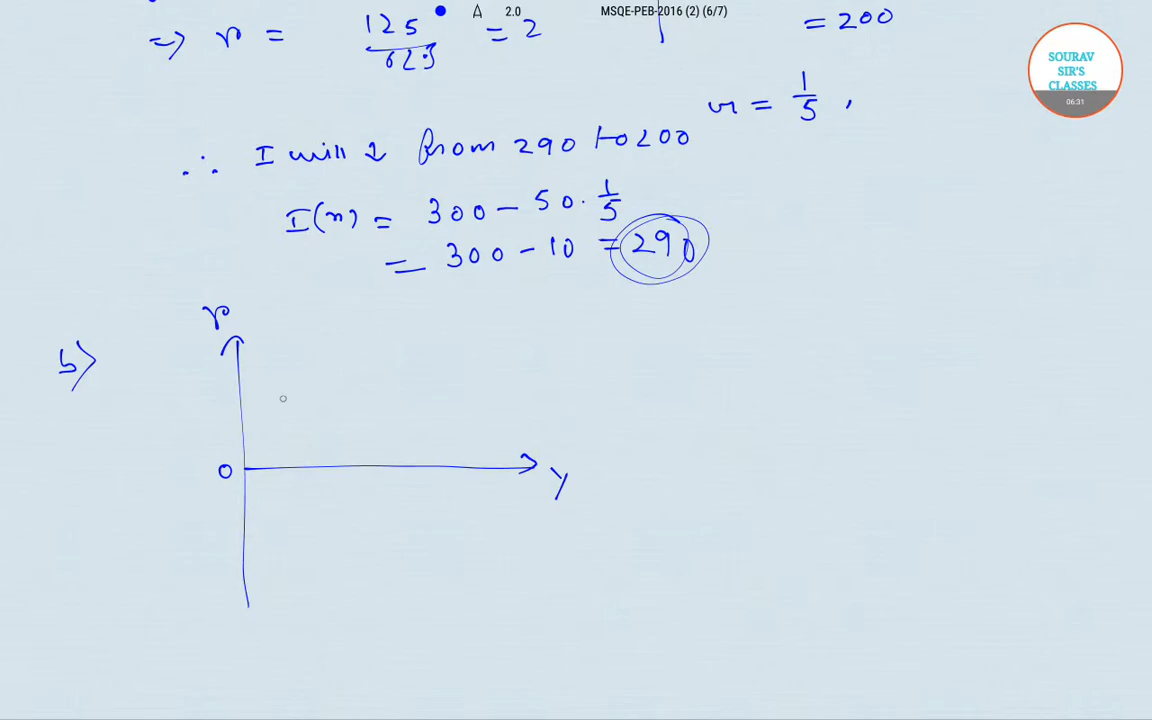 A 2.0 MSQE-PEB-2016 (2) (6/7)
SOURAV
SIR'S
CLASSES
06:31
=> r = 125/62.5 = 2
= 200
r = 1/5 ,
∴ I will ↓ from 290 to 200
I(r) = 300 - 50 . 1/5
= 300 - 10 = 290
b)
r
0
Y